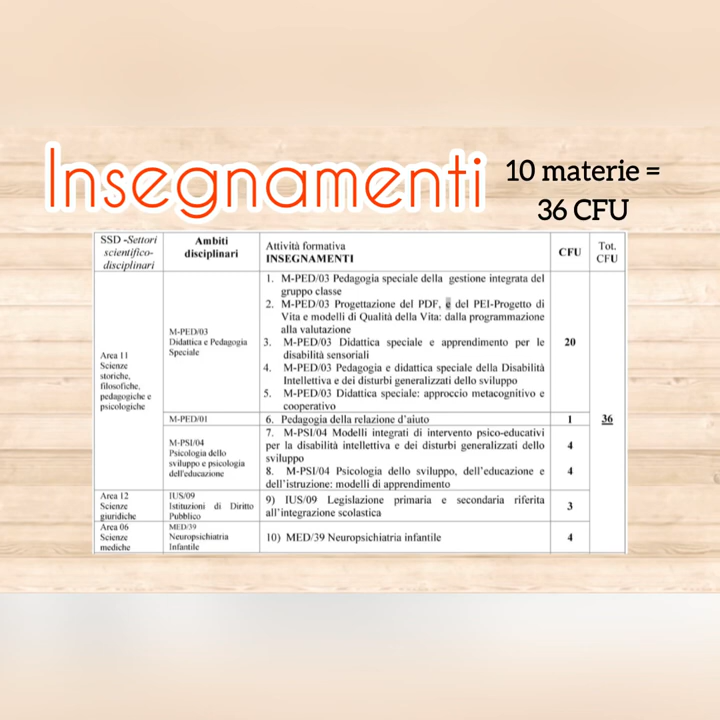 Insegnamenti
10 materie =
36 CFU
SSD -Settori
scientifico-
disciplinari
Ambiti
disciplinari
Attività formativa
INSEGNAMENTI
CFU
Tot.
CFU
Area 11
Scienze
storiche,
filosofiche,
pedagogiche e
psicologiche
M-PED/03
Didattica e Pedagogia
Speciale
1. M-PED/03 Pedagogia speciale della gestione integrata del
gruppo classe
2. M-PED/03 Progettazione del PDF, e del PEI-Progetto di
Vita e modelli di Qualità della Vita: dalla programmazione
alla valutazione
3. M-PED/03 Didattica speciale e apprendimento per le
disabilità sensoriali
4. M-PED/03 Pedagogia e didattica speciale della Disabilità
Intellettiva e dei disturbi generalizzati dello sviluppo
5. M-PED/03 Didattica speciale: approccio metacognitivo e
cooperativo
20
36
M-PED/01
6. Pedagogia della relazione d'aiuto
1
M-PSI/04
Psicologia dello
sviluppo e psicologia
dell'educazione
7. M-PSI/04 Modelli integrati di intervento psico-educativi
per la disabilità intellettiva e dei disturbi generalizzati dello
sviluppo
4
8. M-PSI/04 Psicologia dello sviluppo, dell'educazione e
dell'istruzione: modelli di apprendimento
4
Area 12
Scienze
giuridiche
IUS/09
Istituzioni di Diritto
Pubblico
9) IUS/09 Legislazione primaria e secondaria riferita
all'integrazione scolastica
3
Area 06
Scienze
mediche
MED/39
Neuropsichiatria
Infantile
10) MED/39 Neuropsichiatria infantile
4